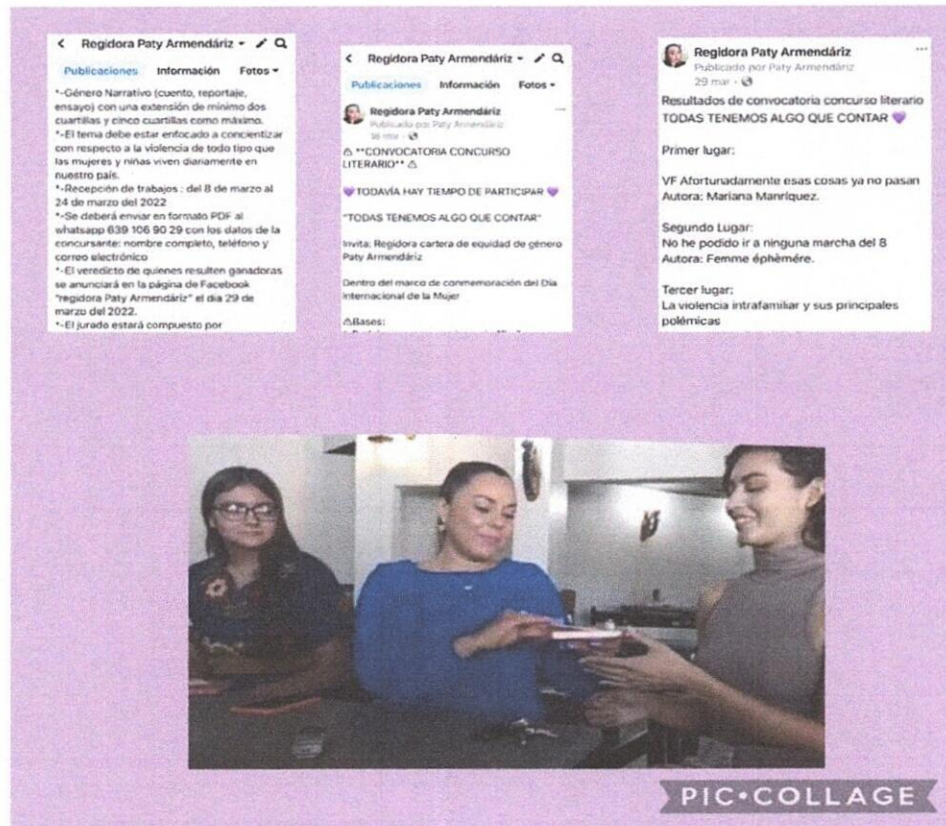 Regidora Paty Armendáriz
Publicaciones Información Fotos
*-Género Narrativo (cuento, reportaje,
ensayo) con una extensión de mínimo dos
cuartillas y cinco cuartillas como máximo.
*-El tema debe estar enfocado a concientizar
con respecto a la violencia de todo tipo que
las mujeres y niñas viven diariamente en
nuestro país.
*-Recepción de trabajos : del 8 de marzo al
24 de marzo del 2022
*-Se deberá enviar en formato PDF al
whatsapp 639 106 90 29 con los datos de la
concursante: nombre completo, teléfono y
correo electrónico
*-El veredicto de quienes resulten ganadoras
se anunciará en la página de Facebook
"regidora Paty Armendáriz" el día 29 de
marzo del 2022.
*-El jurado estará compuesto por
Regidora Paty Armendáriz
Publicaciones Información Fotos
Regidora Paty Armendáriz
Publicado por Paty Armendáriz
mar
**CONVOCATORIA CONCURSO
LITERARIO**
💜TODAVÍA HAY TIEMPO DE PARTICIPAR 💜
"TODAS TENEMOS ALGO QUE CONTAR"
Invita: Regidora cartera de equidad de género
Paty Armendáriz
Dentro del marco de conmemoración del Día
Internacional de la Mujer
Bases:
Regidora Paty Armendáriz
Publicado por Paty Armendáriz
29 mar
Resultados de convocatoria concurso literario
TODAS TENEMOS ALGO QUE CONTAR 💜
Primer lugar:
VF Afortunadamente esas cosas ya no pasan
Autora: Mariana Manríquez.
Segundo Lugar:
No he podido ir a ninguna marcha del 8
Autora: Femme éphèmére.
Tercer lugar:
La violencia intrafamiliar y sus principales
polémicas
PIC•COLLAGE